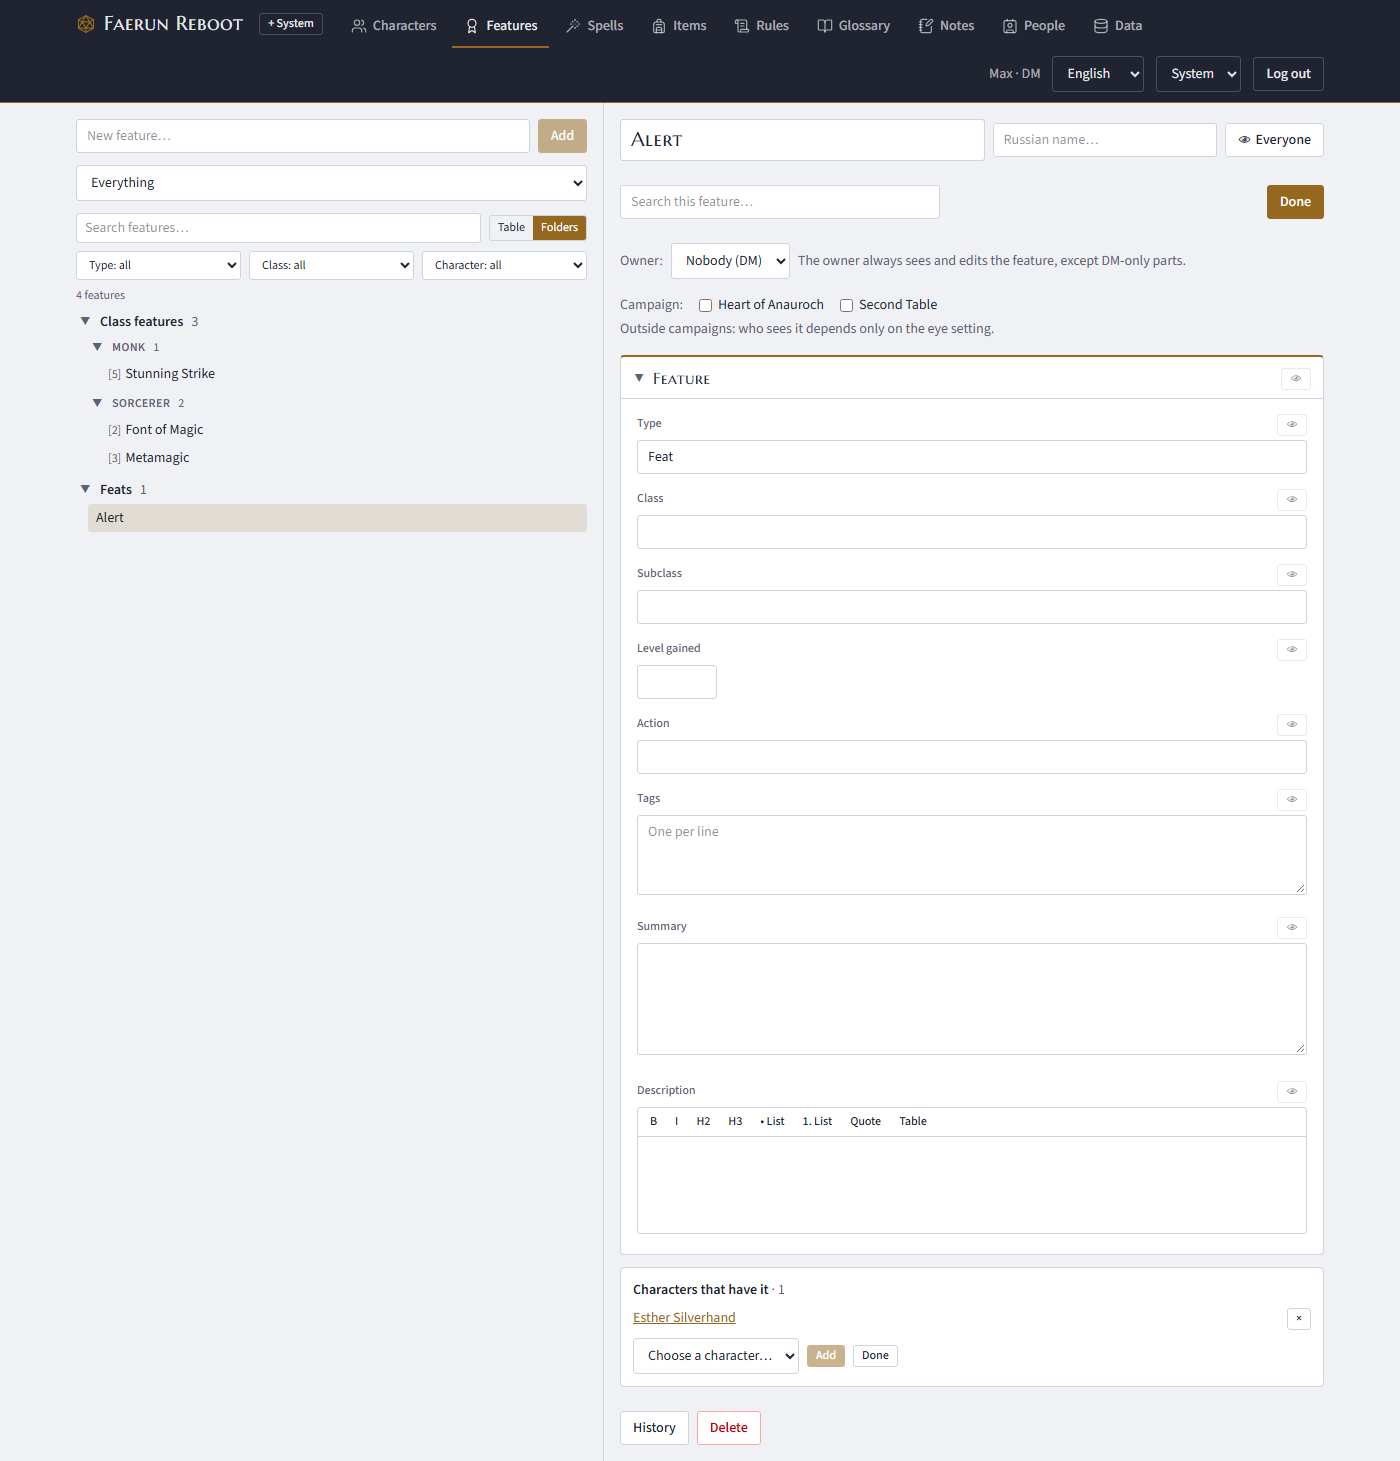 Faerun Reboot
+ System
Characters
Features
Spells
Items
Rules
Glossary
Notes
People
Data
Max · DM
English
System
Log out
New feature…
Add
Everything
Search features…
Table
Folders
Type: all
Class: all
Character: all
4 features
Class features 3
MONK 1
[5] Stunning Strike
SORCERER 2
[2] Font of Magic
[3] Metamagic
Feats 1
Alert
Alert
Russian name…
Everyone
Search this feature…
Done
Owner: Nobody (DM) The owner always sees and edits the feature, except DM-only parts.
Campaign: Heart of Anauroch Second Table
Outside campaigns: who sees it depends only on the eye setting.
Feature
Type
Feat
Class
Subclass
Level gained
Action
Tags
One per line
Summary
Description
B I H2 H3 • List 1. List Quote Table
Characters that have it · 1
Esther Silverhand
×
Choose a character… Add Done
History Delete